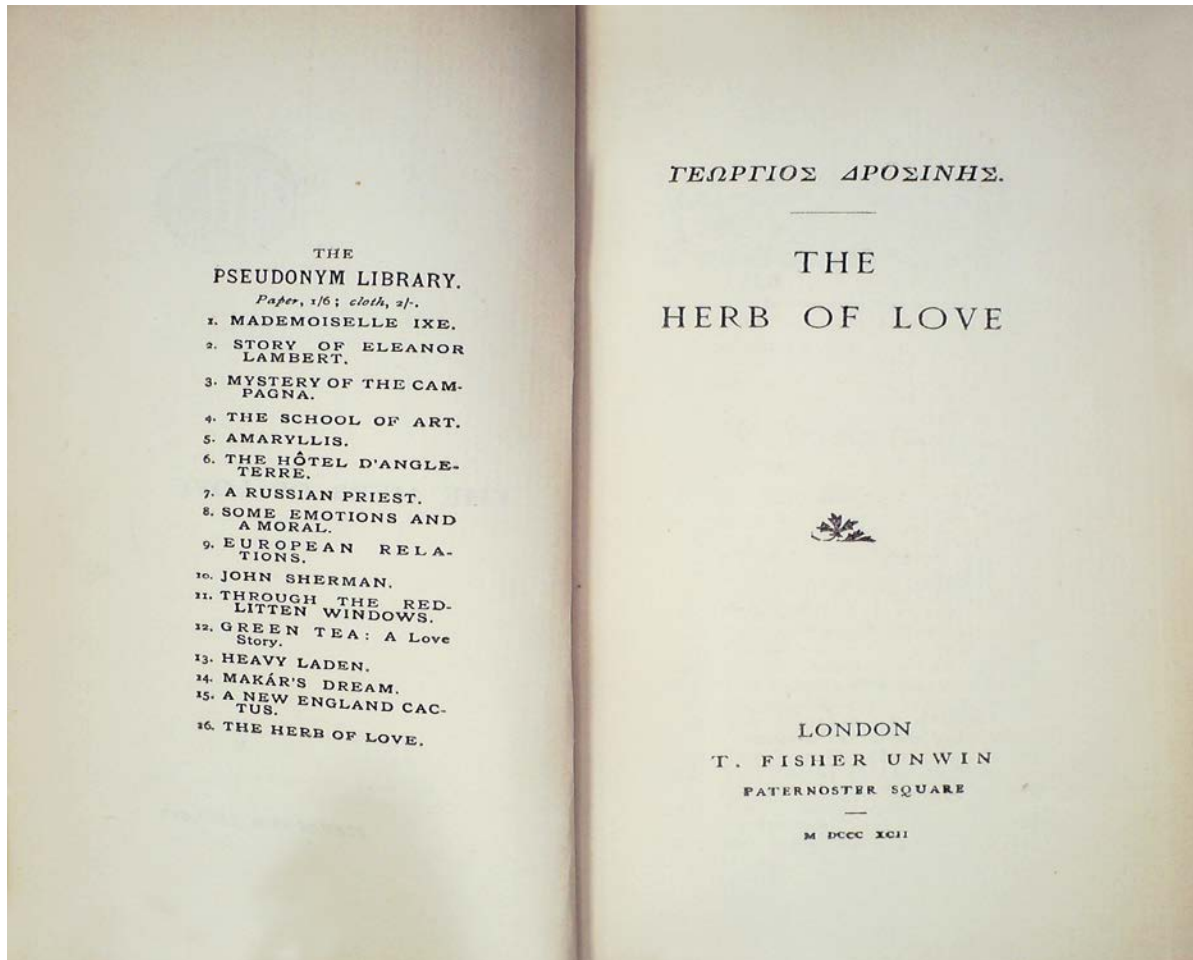 THE
PSEUDONYM LIBRARY.
Paper, 1/6; cloth, 2/-.
1. MADEMOISELLE IXE.
2. STORY OF ELEANOR
LAMBERT.
3. MYSTERY OF THE CAM-
PAGNA.
4. THE SCHOOL OF ART.
5. AMARYLLIS.
6. THE HÔTEL D'ANGLE-
TERRE.
7. A RUSSIAN PRIEST.
8. SOME EMOTIONS AND
A MORAL.
9. EUROPEAN RELA-
TIONS.
10. JOHN SHERMAN.
11. THROUGH THE RED-
LITTEN WINDOWS.
12. GREEN TEA: A Love
Story.
13. HEAVY LADEN.
14. MAKÁR'S DREAM.
15. A NEW ENGLAND CAC-
TUS.
16. THE HERB OF LOVE.
ΓΕΩΡΓΙΟΣ ΔΡΟΣΙΝΗΣ.
THE
HERB OF LOVE
LONDON
T. FISHER UNWIN
PATERNOSTER SQUARE
M DCCC XCII